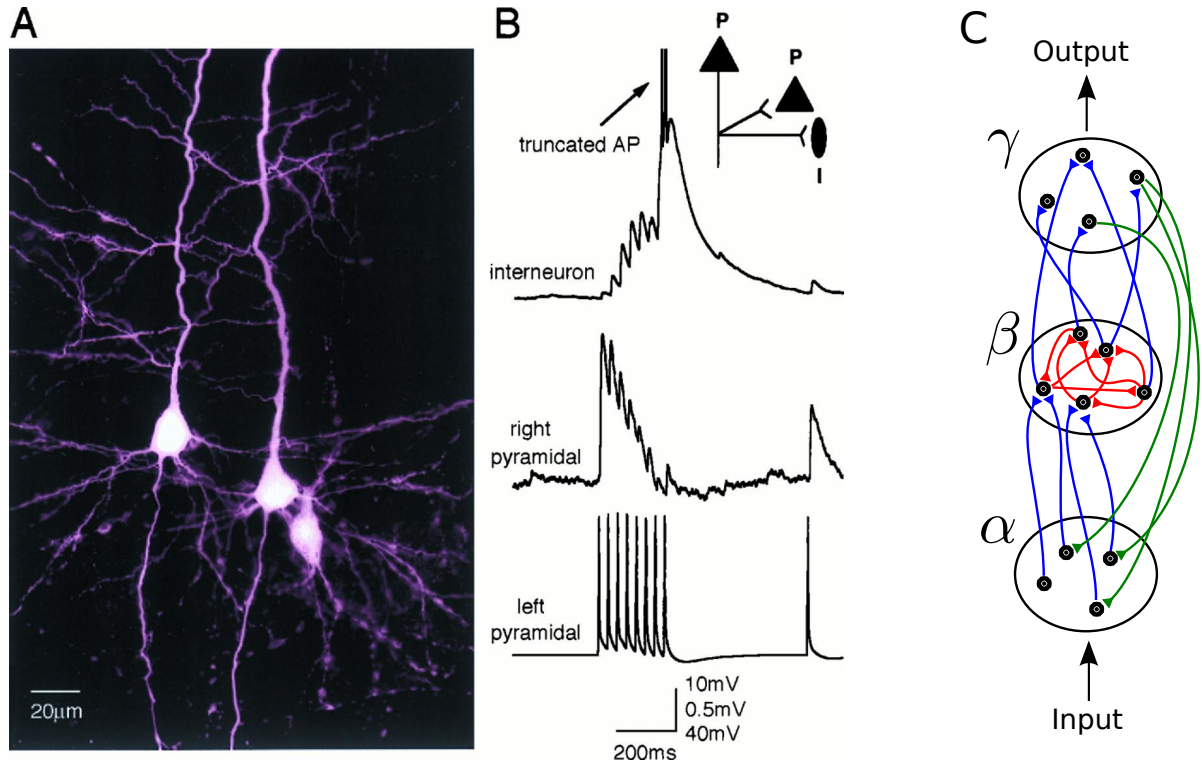 A
20μm
B
P
P
I
truncated AP
interneuron
right
pyramidal
left
pyramidal
10mV
0.5mV
40mV
200ms
C
Output
γ
β
α
Input